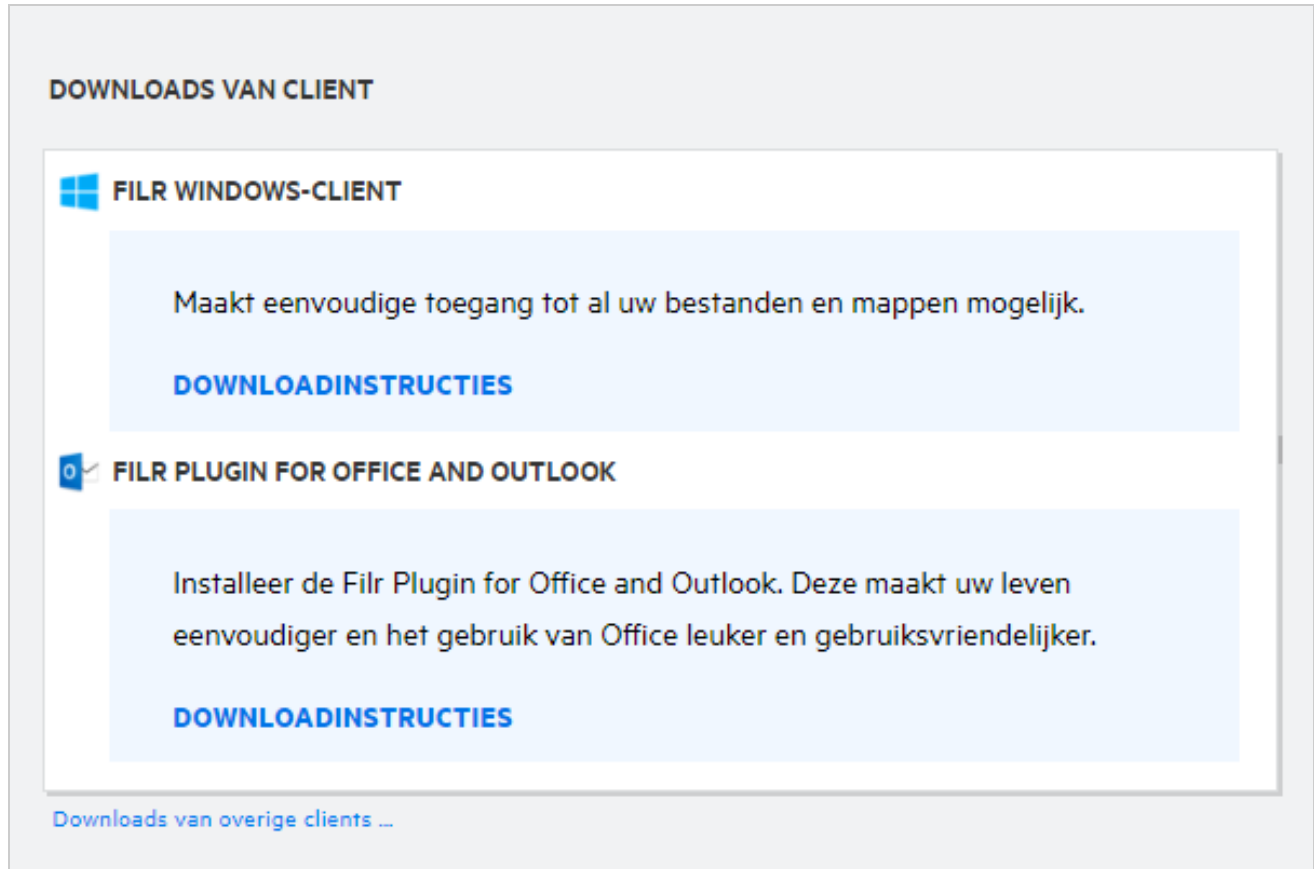 DOWNLOADS VAN CLIENT
FILR WINDOWS-CLIENT
Maakt eenvoudige toegang tot al uw bestanden en mappen mogelijk.
DOWNLOADINSTRUCTIES
FILR PLUGIN FOR OFFICE AND OUTLOOK
Installeer de Filr Plugin for Office and Outlook. Deze maakt uw leven
eenvoudiger en het gebruik van Office leuker en gebruiksvriendelijker.
DOWNLOADINSTRUCTIES
Downloads van overige clients ...